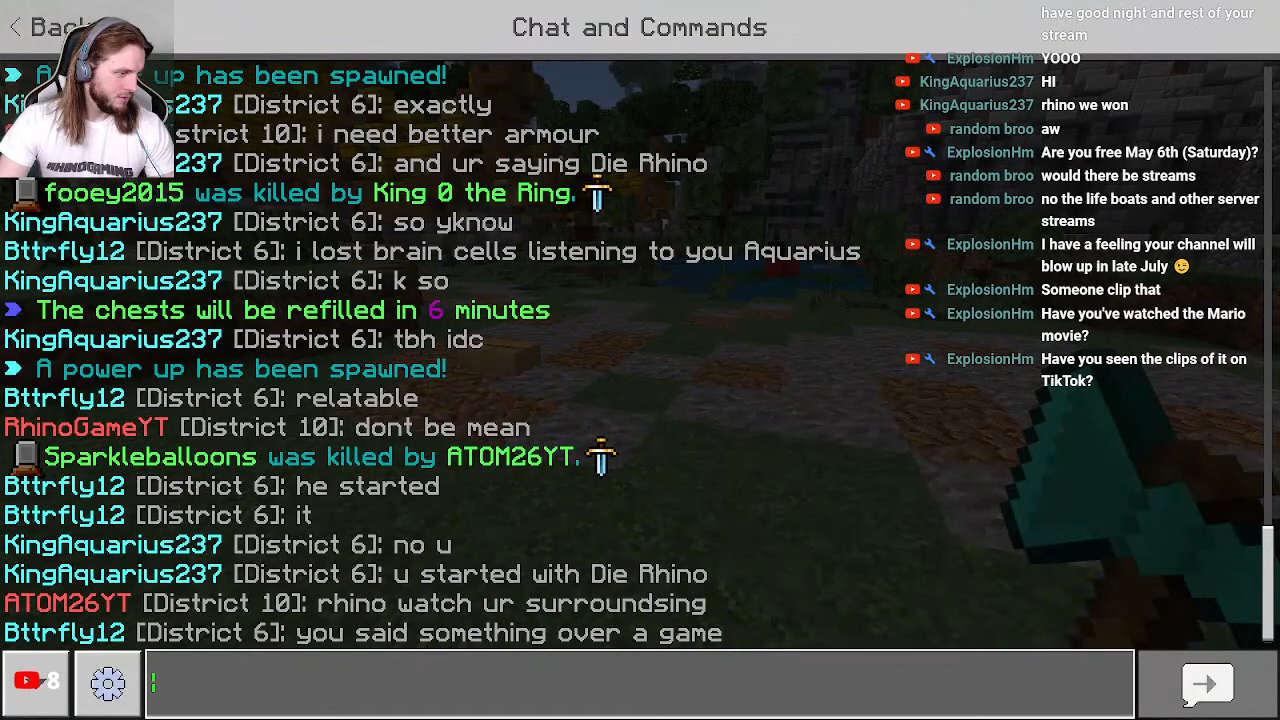 Bac
Chat and Commands
have good night and rest of your
stream
A up has been spawned!
Ki 237 [District 6]: exactly
strict 10]: i need better armour
237 [District 6]: and ur saying Die Rhino
fooey2015 was killed by King 0 the Ring.
KingAquarius237 [District 6]: so yknow
Bttrfly12 [District 6]: i lost brain cells listening to you Aquarius
KingAquarius237 [District 6]: k so
The chests will be refilled in 6 minutes
KingAquarius237 [District 6]: tbh idc
A power up has been spawned!
Bttrfly12 [District 6]: relatable
RhinoGameYT [District 10]: dont be mean
Sparkleballoons was killed by ATOM26YT.
Bttrfly12 [District 6]: he started
Bttrfly12 [District 6]: it
KingAquarius237 [District 6]: no u
KingAquarius237 [District 6]: u started with Die Rhino
ATOM26YT [District 10]: rhino watch ur surroundsing
Bttrfly12 [District 6]: you said something over a game
ExplosionHm YOOO
KingAquarius237 HI
KingAquarius237 rhino we won
random broo aw
ExplosionHm Are you free May 6th (Saturday)?
random broo would there be streams
random broo no the life boats and other server
streams
ExplosionHm I have a feeling your channel will
blow up in late July 😉
ExplosionHm Someone clip that
ExplosionHm Have you've watched the Mario
movie?
ExplosionHm Have you seen the clips of it on
TikTok?
RHINOGAMING
8